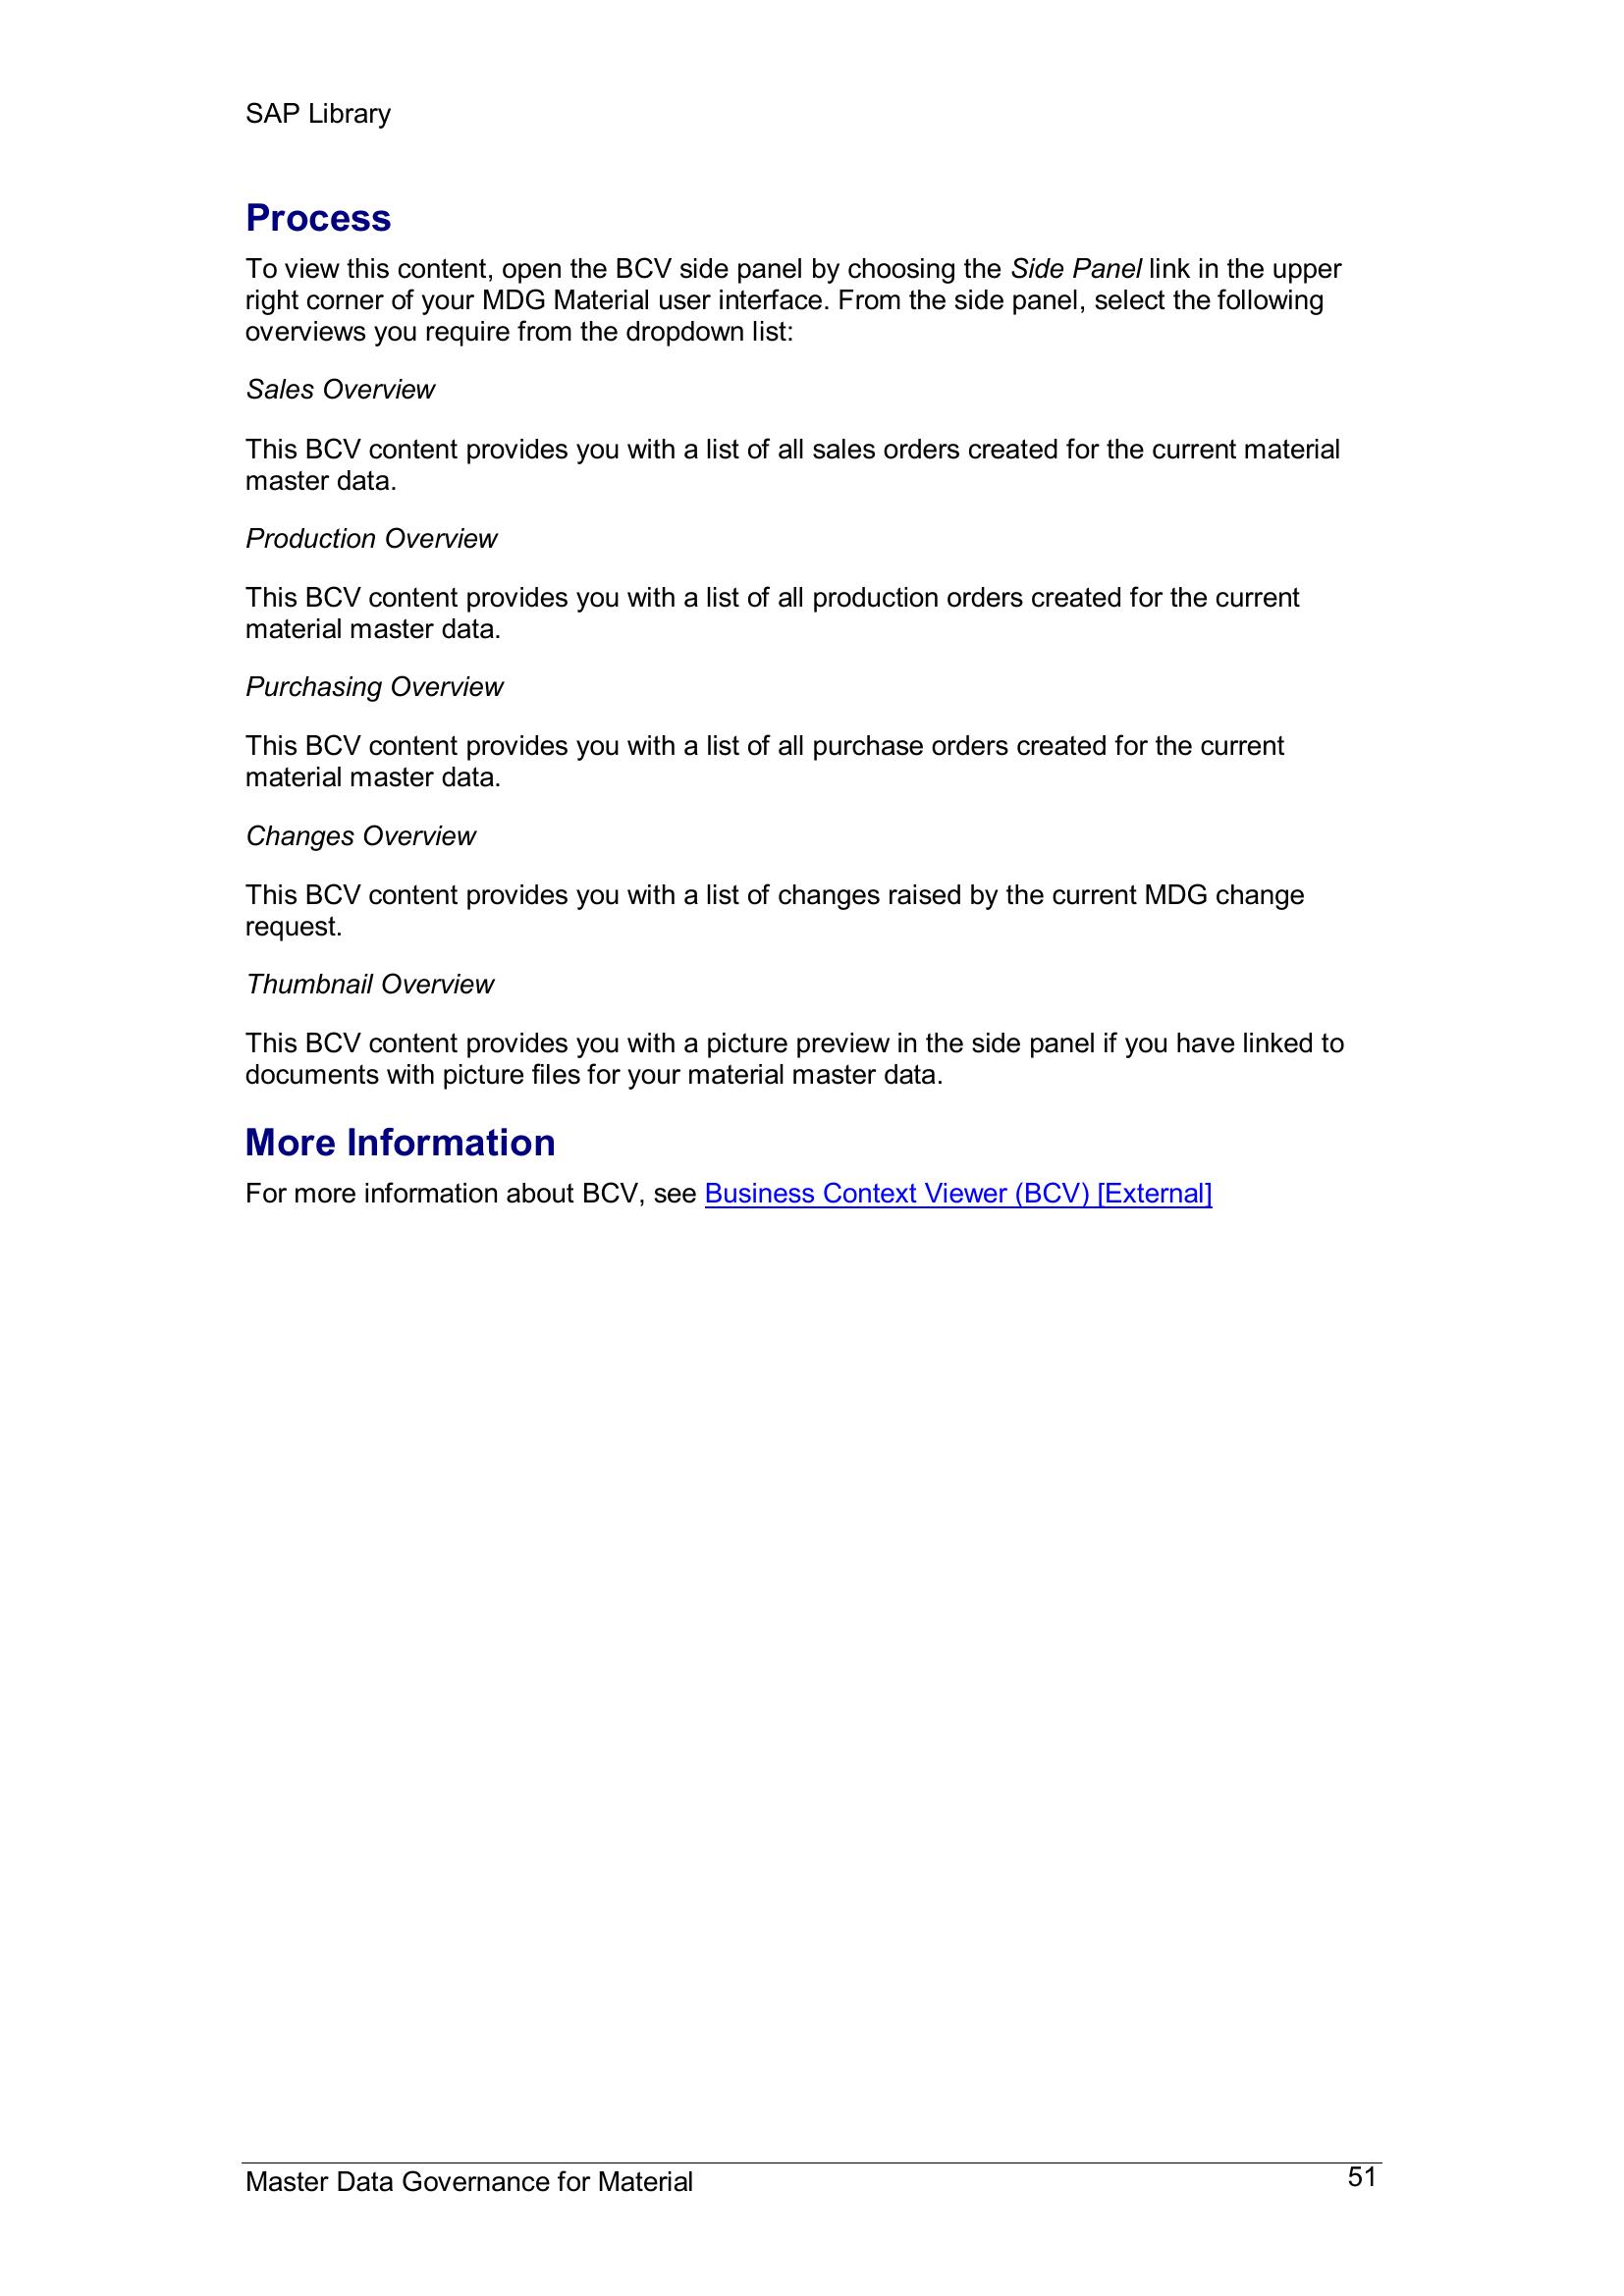 SAP Library
Process
To view this content, open the BCV side panel by choosing the Side Panel link in the upper
right corner of your MDG Material user interface. From the side panel, select the following
overviews you require from the dropdown list:
Sales Overview
This BCV content provides you with a list of all sales orders created for the current material
master data.
Production Overview
This BCV content provides you with a list of all production orders created for the current
material master data.
Purchasing Overview
This BCV content provides you with a list of all purchase orders created for the current
material master data.
Changes Overview
This BCV content provides you with a list of changes raised by the current MDG change
request.
Thumbnail Overview
This BCV content provides you with a picture preview in the side panel if you have linked to
documents with picture files for your material master data.
More Information
For more information about BCV, see Business Context Viewer (BCV) [External]
Master Data Governance for Material 51